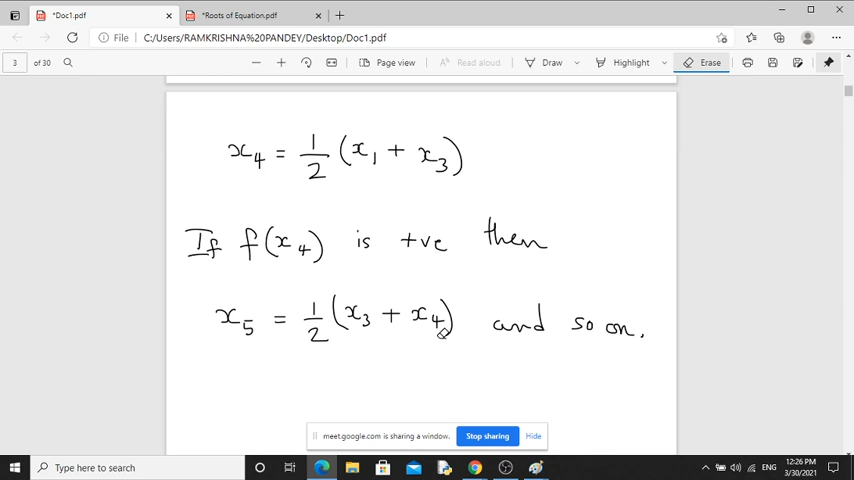 *Doc1.pdf
*Roots of Equation.pdf
File C:/Users/RAMKRISHNA%20PANDEY/Desktop/Doc1.pdf
3 of 30 Page view Read aloud Draw Highlight Erase
x₄ = 1/2 (x₁ + x₃)
If f(x₄) is +ve then
x₅ = 1/2 (x₃ + x₄) and so on.
meet.google.com is sharing a window. Stop sharing Hide
Type here to search
ENG
12:26 PM
3/30/2021